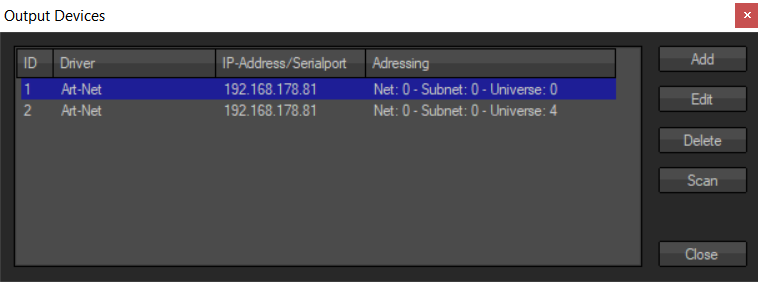 Output Devices
ID Driver IP-Address/Serialport Adressing
1 Art-Net 192.168.178.81 Net: 0 - Subnet: 0 - Universe: 0
2 Art-Net 192.168.178.81 Net: 0 - Subnet: 0 - Universe: 4
Add
Edit
Delete
Scan
Close